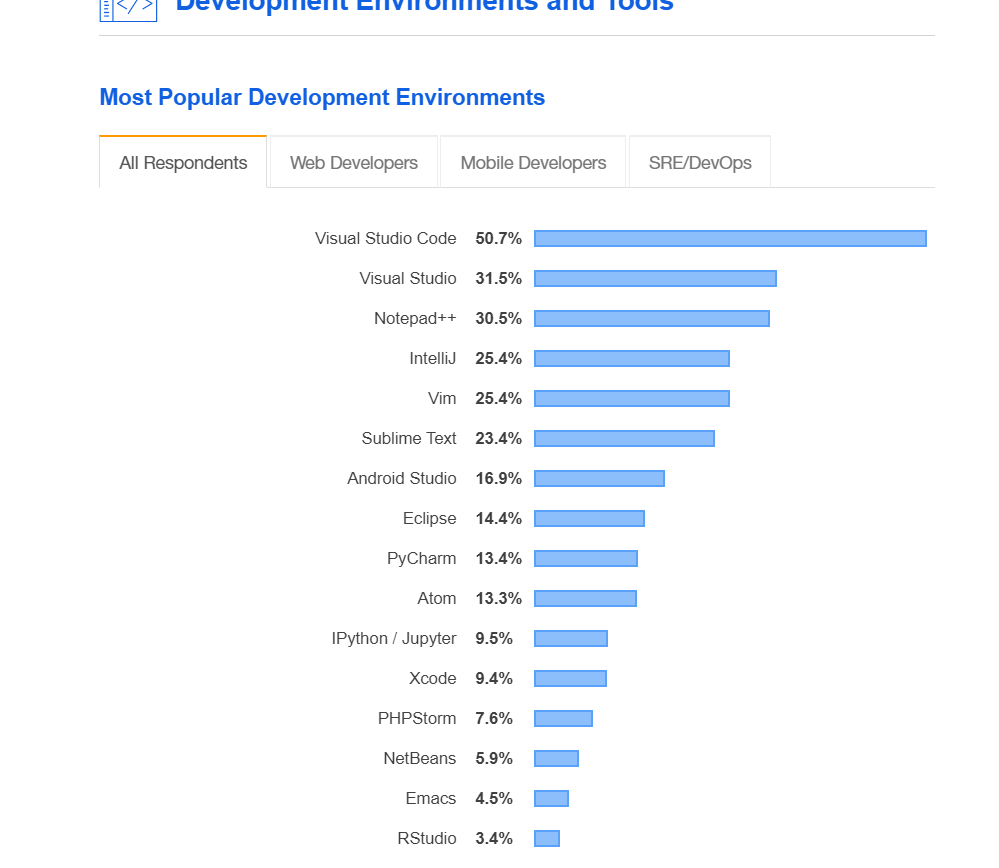 </>
Development Environments and Tools
Most Popular Development Environments
All Respondents Web Developers Mobile Developers SRE/DevOps
Visual Studio Code 50.7%
Visual Studio 31.5%
Notepad++ 30.5%
IntelliJ 25.4%
Vim 25.4%
Sublime Text 23.4%
Android Studio 16.9%
Eclipse 14.4%
PyCharm 13.4%
Atom 13.3%
IPython / Jupyter 9.5%
Xcode 9.4%
PHPStorm 7.6%
NetBeans 5.9%
Emacs 4.5%
RStudio 3.4%